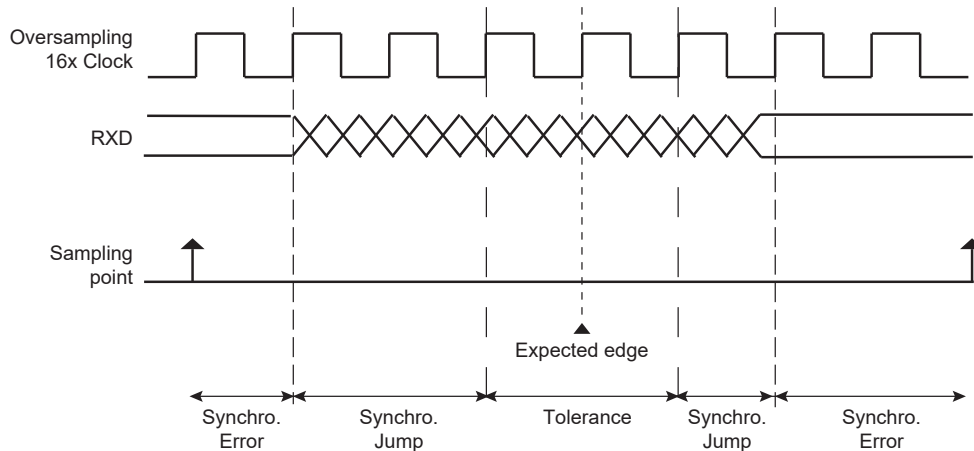 Oversampling
16x Clock
RXD
Sampling
point
Expected edge
Synchro.
Error
Synchro.
Jump
Tolerance
Synchro.
Jump
Synchro.
Error